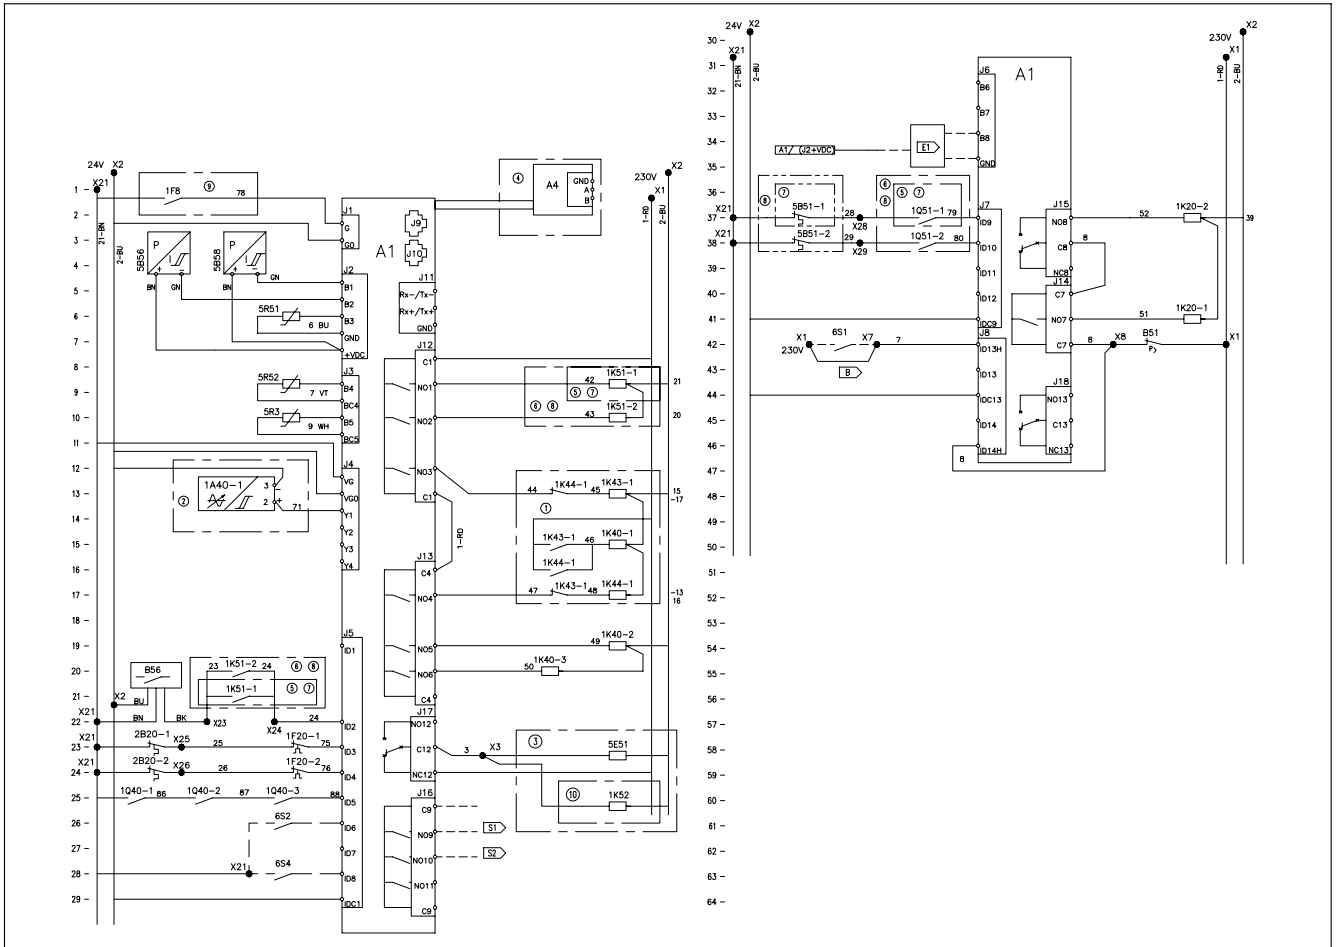 24V X2
X21
1 -
1F8
⑨
78
2 -
21-BN
2-BU
3 -
5B56
P
5B58
P
4 -
BN
GN
BN
GN
5 -
5R51
6 -
6 BU
7 -
8 -
5R52
9 -
7 VT
5R3
10 -
9 WH
11 -
12 -
1A40-1
3
13 -
②
2
71
14 -
15 -
16 -
17 -
18 -
19 -
20 -
B56
23
1K51-2
24
⑥ ⑧
1K51-1
⑤ ⑦
21 -
BU
X2
X21
22 -
BN
BK
X23
X24
24
X21
23 -
2B20-1
X25
25
1F20-1
75
X21
24 -
2B20-2
X26
26
1F20-2
76
25 -
1Q40-1
86
1Q40-2
87
1Q40-3
88
26 -
6S2
27 -
28 -
X21
6S4
29 -
A1
J1
G
G0
J2
B1
B2
B3
GND
+VDC
J3
B4
BC4
B5
BC5
J4
VG
VG0
Y1
Y2
Y3
Y4
J5
ID1
ID2
ID3
ID4
ID5
ID6
ID7
ID8
IDC1
J9
J10
J11
Rx-/Tx-
Rx+/Tx+
GND
J12
C1
NO1
NO2
NO3
C1
1-RD
J13
C4
NO4
NO5
NO6
C4
J17
NO12
C12
NC12
J16
C9
NO9
NO10
NO11
C9
S1
S2
④
A4
GND
A
B
230V
X2
X1
1-RD
2-BU
42
1K51-1
21
⑤ ⑦
⑥ ⑧
43
1K51-2
20
44
1K44-1
45
1K43-1
15
-17
①
1K43-1
46
1K40-1
1K44-1
47
1K43-1
48
1K44-1
-13
16
49
1K40-2
50
1K40-3
3
X3
③
5E51
⑩
1K52
24V
X2
30 -
X21
31 -
21-BN
2-BU
32 -
33 -
34 -
A1/ (J2+VDC)
E1
35 -
36 -
⑦
⑧
⑥
⑧
⑤ ⑦
X21
37 -
5B51-1
28
X28
1Q51-1
79
X21
38 -
5B51-2
29
X29
1Q51-2
80
39 -
40 -
41 -
42 -
X1
230V
6S1
X7
7
B
43 -
44 -
45 -
46 -
47 -
8
48 -
49 -
50 -
51 -
52 -
53 -
54 -
55 -
56 -
57 -
58 -
59 -
60 -
61 -
62 -
63 -
64 -
J6
A1
B6
B7
B8
GND
J7
ID9
ID10
ID11
ID12
IDC9
J8
ID13H
ID13
IDC13
ID14
ID14H
J15
NO8
C8
NC8
J14
C7
NO7
C7
J18
NO13
C13
NC13
52
1K20-2
39
8
51
1K20-1
8
X8
B51
P>
X1
230V
X2
X1
1-RD
2-BU